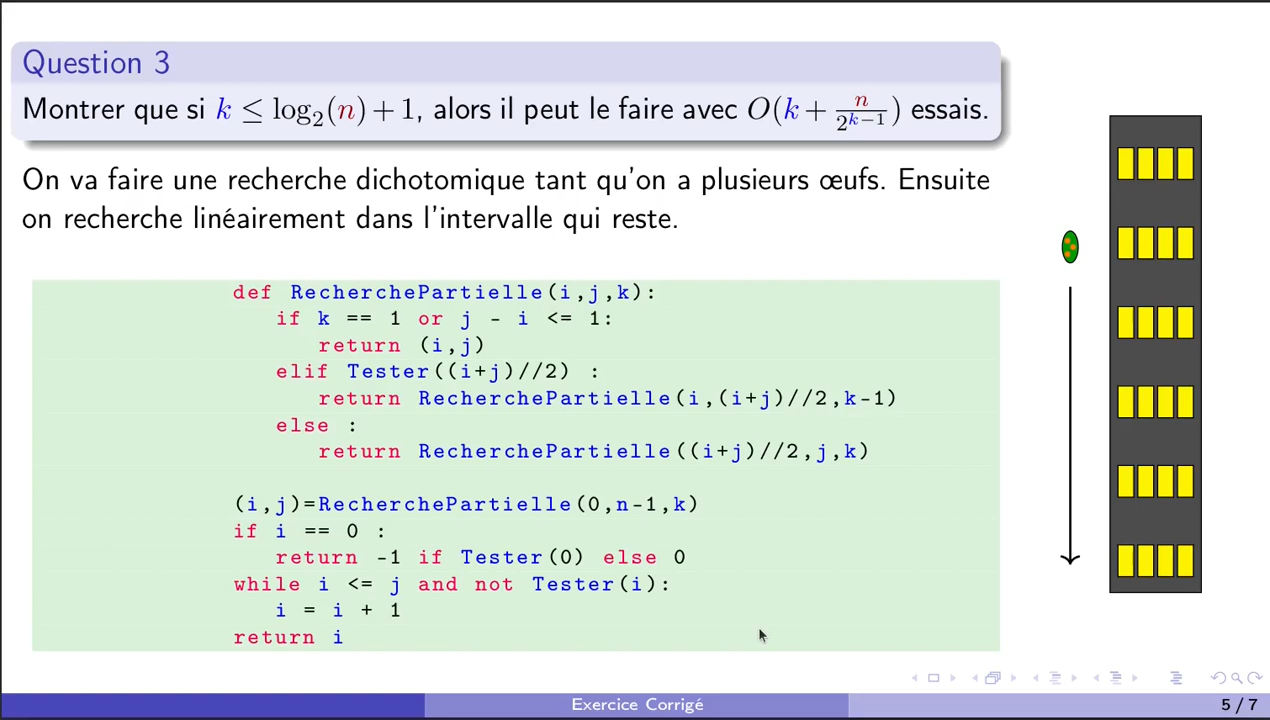 Question 3
Montrer que si k ≤ log₂(n) + 1, alors il peut le faire avec O(k + n/2^(k−1)) essais.
On va faire une recherche dichotomique tant qu'on a plusieurs œufs. Ensuite
on recherche linéairement dans l'intervalle qui reste.
def RecherchePartielle(i,j,k):
    if k == 1 or j - i <= 1:
        return (i,j)
    elif Tester((i+j)//2) :
        return RecherchePartielle(i,(i+j)//2,k-1)
    else :
        return RecherchePartielle((i+j)//2,j,k)
(i,j)=RecherchePartielle(0,n-1,k)
if i == 0 :
    return -1 if Tester(0) else 0
while i <= j and not Tester(i):
    i = i + 1
return i
Exercice Corrigé
5 / 7